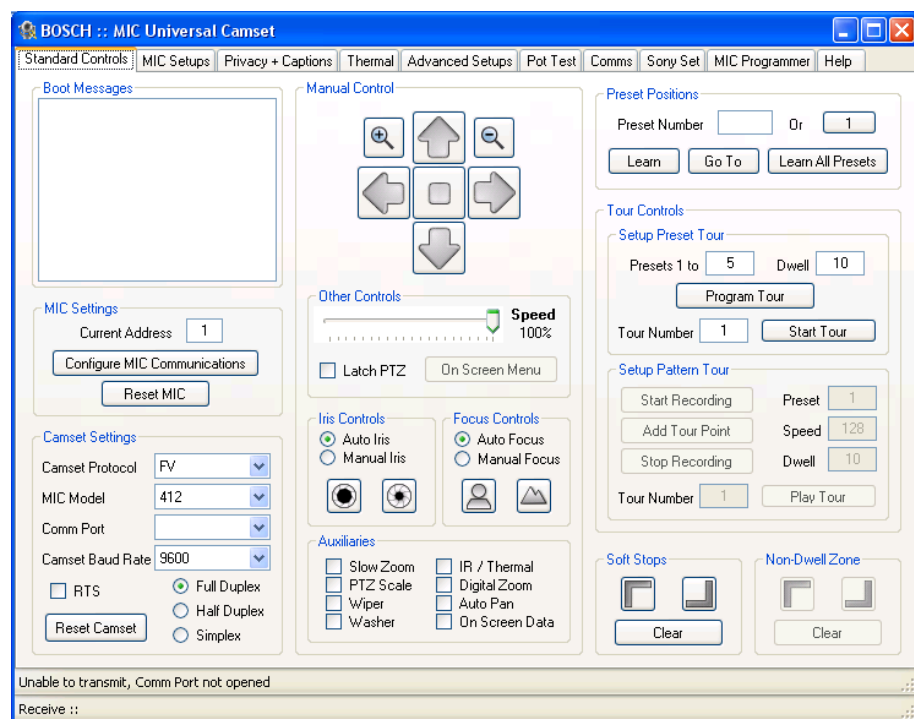 BOSCH :: MIC Universal Camset
Standard Controls MIC Setups Privacy + Captions Thermal Advanced Setups Pot Test Comms Sony Set MIC Programmer Help
Boot Messages
MIC Settings
Current Address 1
Configure MIC Communications
Reset MIC
Camset Settings
Camset Protocol FV
MIC Model 412
Comm Port
Camset Baud Rate 9600
RTS
Full Duplex
Half Duplex
Simplex
Reset Camset
Manual Control
Other Controls
Speed
100%
Latch PTZ On Screen Menu
Iris Controls
Auto Iris
Manual Iris
Focus Controls
Auto Focus
Manual Focus
Auxiliaries
Slow Zoom IR / Thermal
PTZ Scale Digital Zoom
Wiper Auto Pan
Washer On Screen Data
Preset Positions
Preset Number Or 1
Learn Go To Learn All Presets
Tour Controls
Setup Preset Tour
Presets 1 to 5 Dwell 10
Program Tour
Tour Number 1 Start Tour
Setup Pattern Tour
Start Recording Preset 1
Add Tour Point Speed 128
Stop Recording Dwell 10
Tour Number 1 Play Tour
Soft Stops
Clear
Non-Dwell Zone
Clear
Unable to transmit, Comm Port not opened
Receive ::